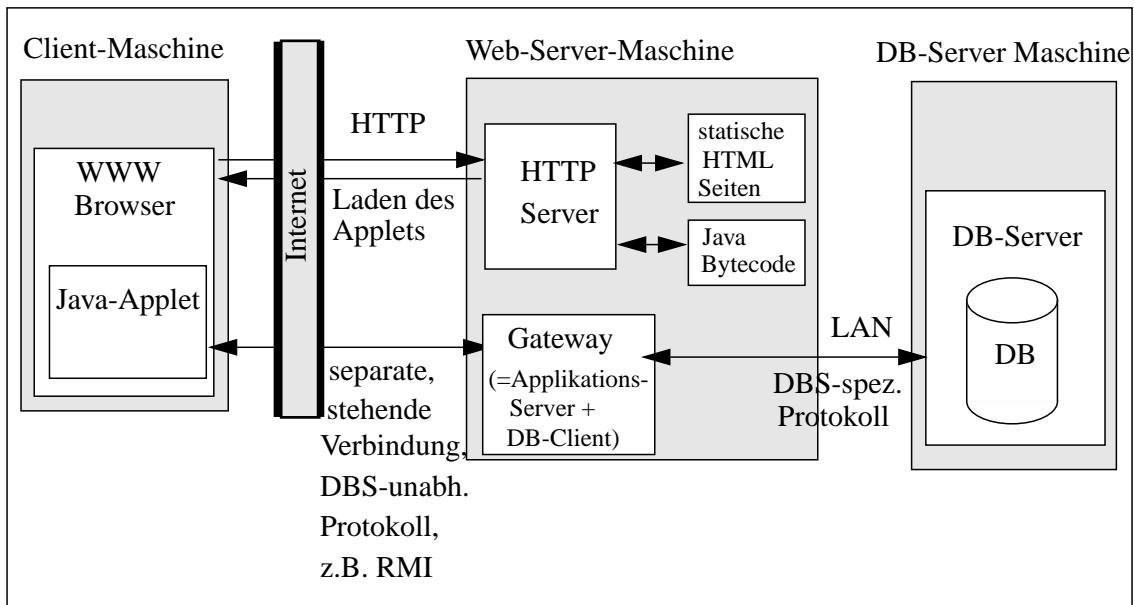 Client-Maschine
WWW
Browser
Java-Applet
Internet
HTTP
Laden des
Applets
separate,
stehende
Verbindung,
DBS-unabh.
Protokoll,
z.B. RMI
Web-Server-Maschine
HTTP
Server
statische
HTML
Seiten
Java
Bytecode
Gateway
(=Applikations-
Server +
DB-Client)
LAN
DBS-spez.
Protokoll
DB-Server Maschine
DB-Server
DB